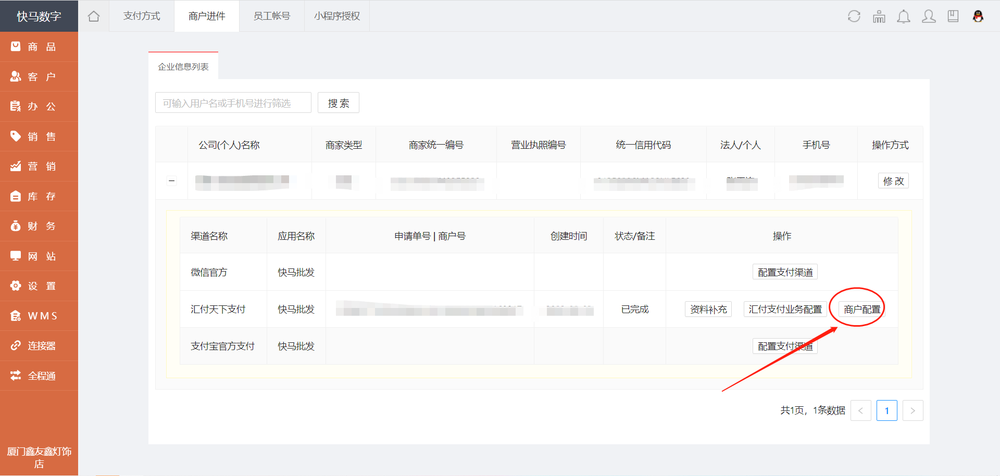 快马数字
支付方式
商户进件
员工帐号
小程序授权
商 品
客 户
办 公
销 售
营 销
库 存
财 务
网 站
设 置
WMS
连接器
全程通
厦门鑫友鑫灯饰
店
企业信息列表
可输入用户名或手机号进行筛选
搜 索
公司(个人)名称 商家类型 商家统一编号 营业执照编号 统一信用代码 法人/个人 手机号 操作方式
修 改
渠道名称 应用名称 申请单号 | 商户号 创建时间 状态/备注 操作
微信官方 快马批发 配置支付渠道
汇付天下支付 快马批发 已完成 资料补充 汇付支付业务配置 商户配置
支付宝官方支付 快马批发 配置支付渠道
共1页，1条数据 < 1 >